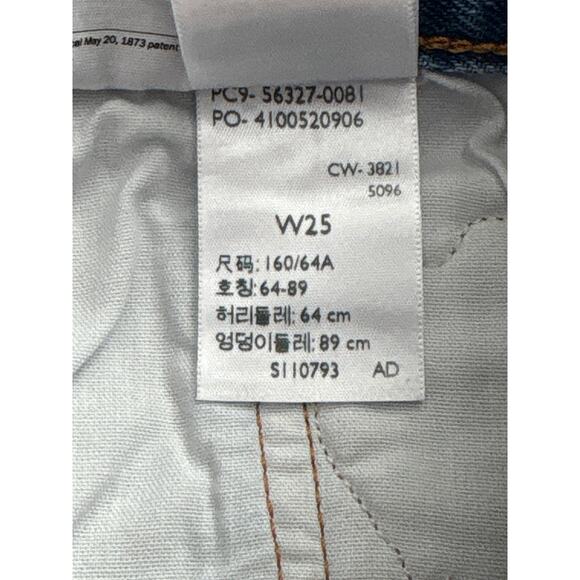 May 20, 1873 patent
PC9- 56327-0081
PO- 4100520906
CW- 3821
5096
W25
尺码: 160/64A
호칭: 64-89
허리둘레: 64 cm
엉덩이둘레: 89 cm
S110793 AD